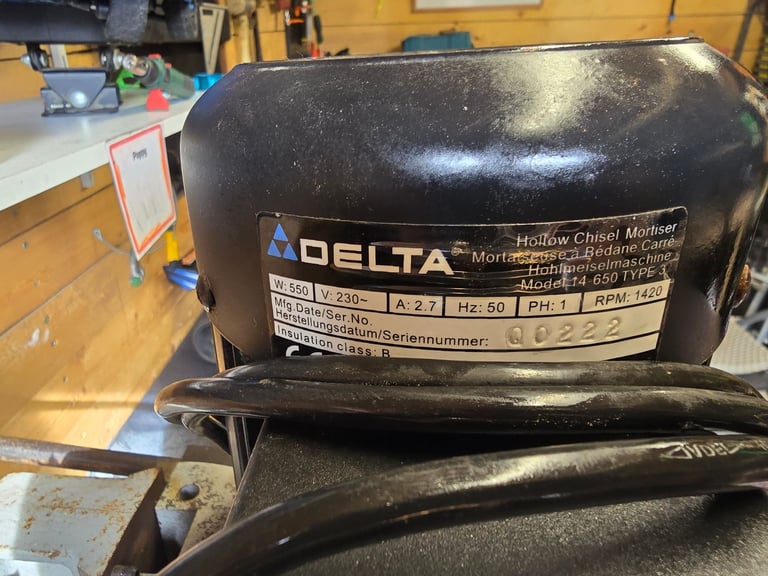 Poppy
DELTA®
Hollow Chisel Mortiser
Mortaiseuse à Bédane Carré
Hohlmeiselmaschine
Model 14-650 TYPE 3
W: 550 V: 230~ A: 2.7 Hz: 50 PH: 1 RPM: 1420
Mfg.Date/Ser.No.
Herstellungsdatum/Seriennummer: Q0222
Insulation class: B